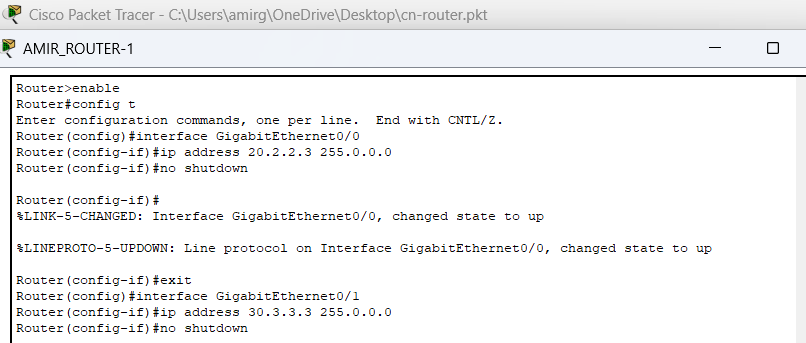 Cisco Packet Tracer - C:\Users\amirg\OneDrive\Desktop\cn-router.pkt
AMIR_ROUTER-1
Router>enable
Router#config t
Enter configuration commands, one per line.  End with CNTL/Z.
Router(config)#interface GigabitEthernet0/0
Router(config-if)#ip address 20.2.2.3 255.0.0.0
Router(config-if)#no shutdown
Router(config-if)#
%LINK-5-CHANGED: Interface GigabitEthernet0/0, changed state to up
%LINEPROTO-5-UPDOWN: Line protocol on Interface GigabitEthernet0/0, changed state to up
Router(config-if)#exit
Router(config)#interface GigabitEthernet0/1
Router(config-if)#ip address 30.3.3.3 255.0.0.0
Router(config-if)#no shutdown